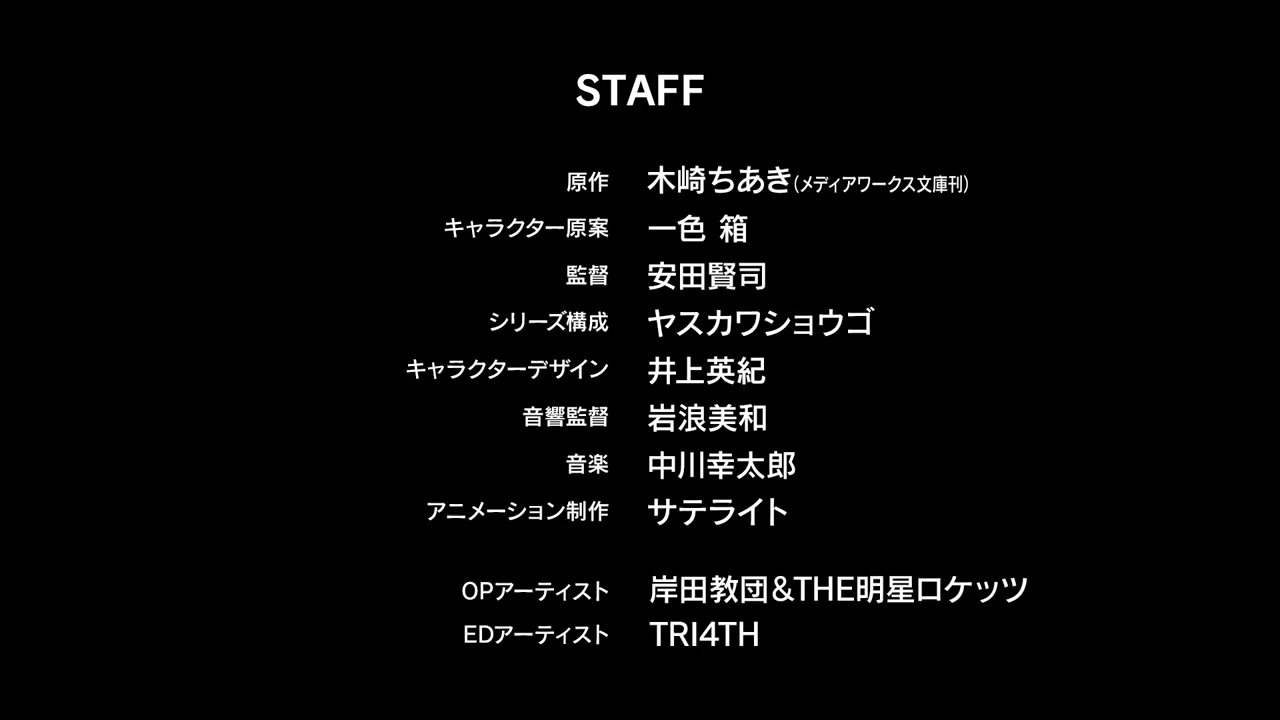 STAFF
原作 木崎ちあき(メディアワークス文庫刊)
キャラクター原案 一色 箱
監督 安田賢司
シリーズ構成 ヤスカワショウゴ
キャラクターデザイン 井上英紀
音響監督 岩浪美和
音楽 中川幸太郎
アニメーション制作 サテライト
OPアーティスト 岸田教団&THE明星ロケッツ
EDアーティスト TRI4TH